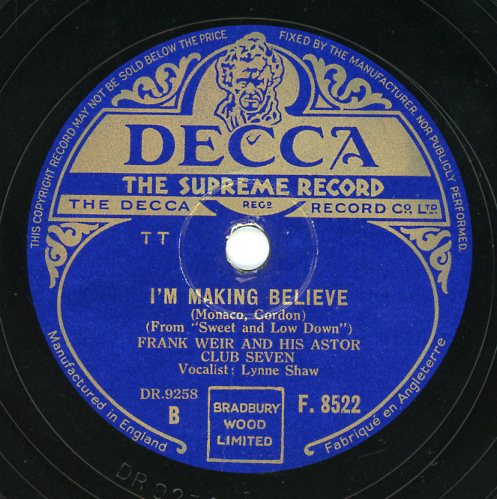 THIS COPYRIGHT RECORD MAY NOT BE SOLD BELOW THE PRICE
FIXED BY THE MANUFACTURER, NOR PUBLICLY PERFORMED.
DECCA
THE SUPREME RECORD
THE DECCA REGD RECORD CO. LTD
TT
I'M MAKING BELIEVE
(Monaco, Gordon)
(From "Sweet and Low Down")
FRANK WEIR AND HIS ASTOR
CLUB SEVEN
Vocalist: Lynne Shaw
DR.9258
B
BRADBURY
WOOD
LIMITED
F. 8522
Manufactured in England
Fabriqué en Angleterre